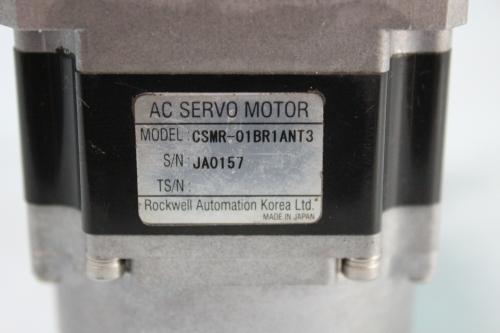 AC SERVO MOTOR
MODEL : CSMR-01BR1ANT3
S/N : JA0157
TS/N :
Rockwell Automation Korea Ltd.
MADE IN JAPAN